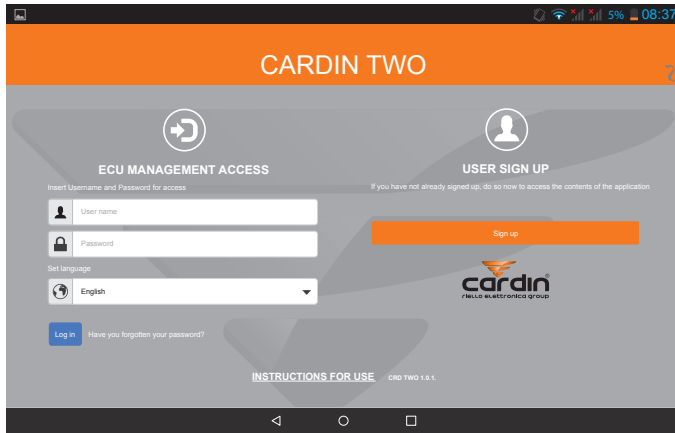 5% 08:37
CARDIN TWO
ECU MANAGEMENT ACCESS
Insert Username and Password for access
User name
Password
Set language
English
Log in Have you forgotten your password?
USER SIGN UP
If you have not already signed up, do so now to access the contents of the application
Sign up
cardin
riello elettronica group
INSTRUCTIONS FOR USE CRD TWO 1.6.1.